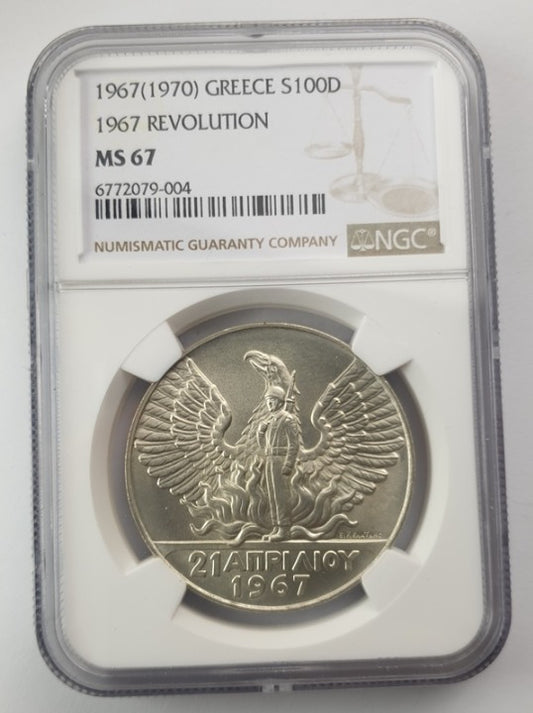 1967(1970) GREECE S100D
1967 REVOLUTION
MS 67
6772079-004
NUMISMATIC GUARANTY COMPANY
NGC®
21 ΑΠΡΙΛΙΟΥ
1967